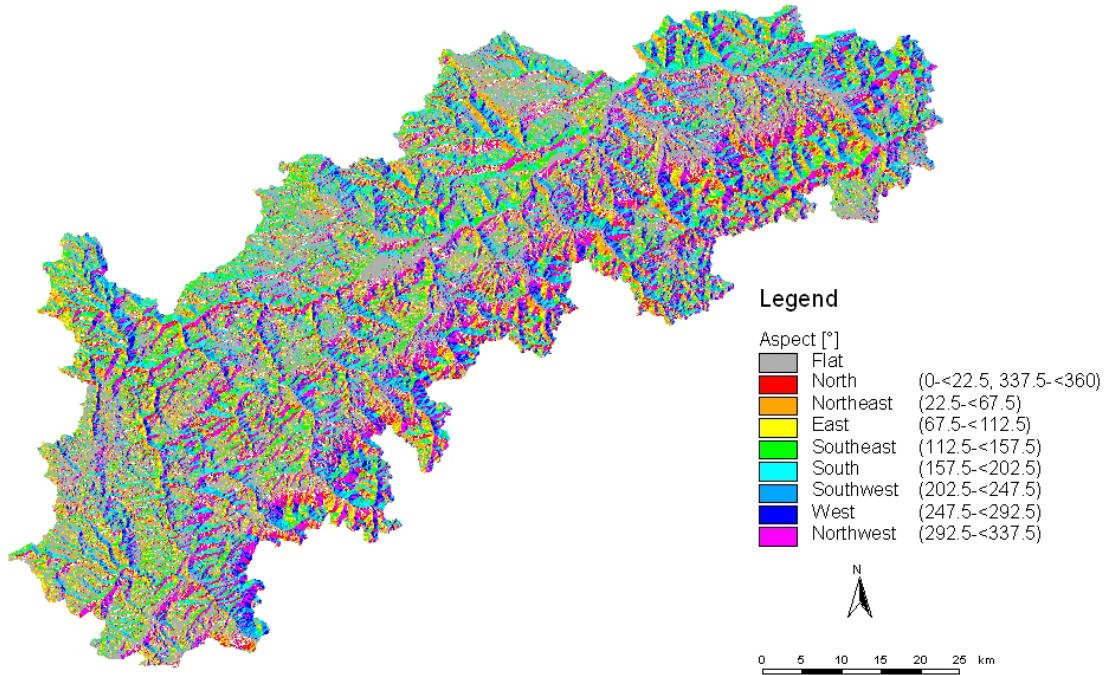 Legend
Aspect [°]
Flat
North (0-<22.5, 337.5-<360)
Northeast (22.5-<67.5)
East (67.5-<112.5)
Southeast (112.5-<157.5)
South (157.5-<202.5)
Southwest (202.5-<247.5)
West (247.5-<292.5)
Northwest (292.5-<337.5)
N
0 5 10 15 20 25 km